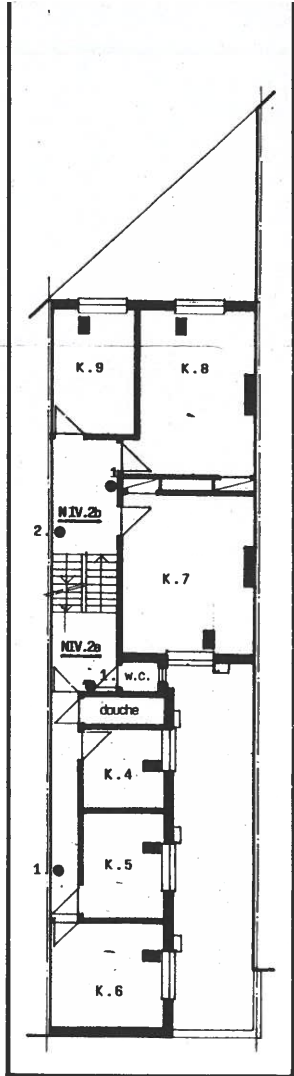 K.9 K.8
1.
NIV.2b
2.
K.7
NIV.2a
1. w.c.
douche
K.4
K.5
1.
K.6